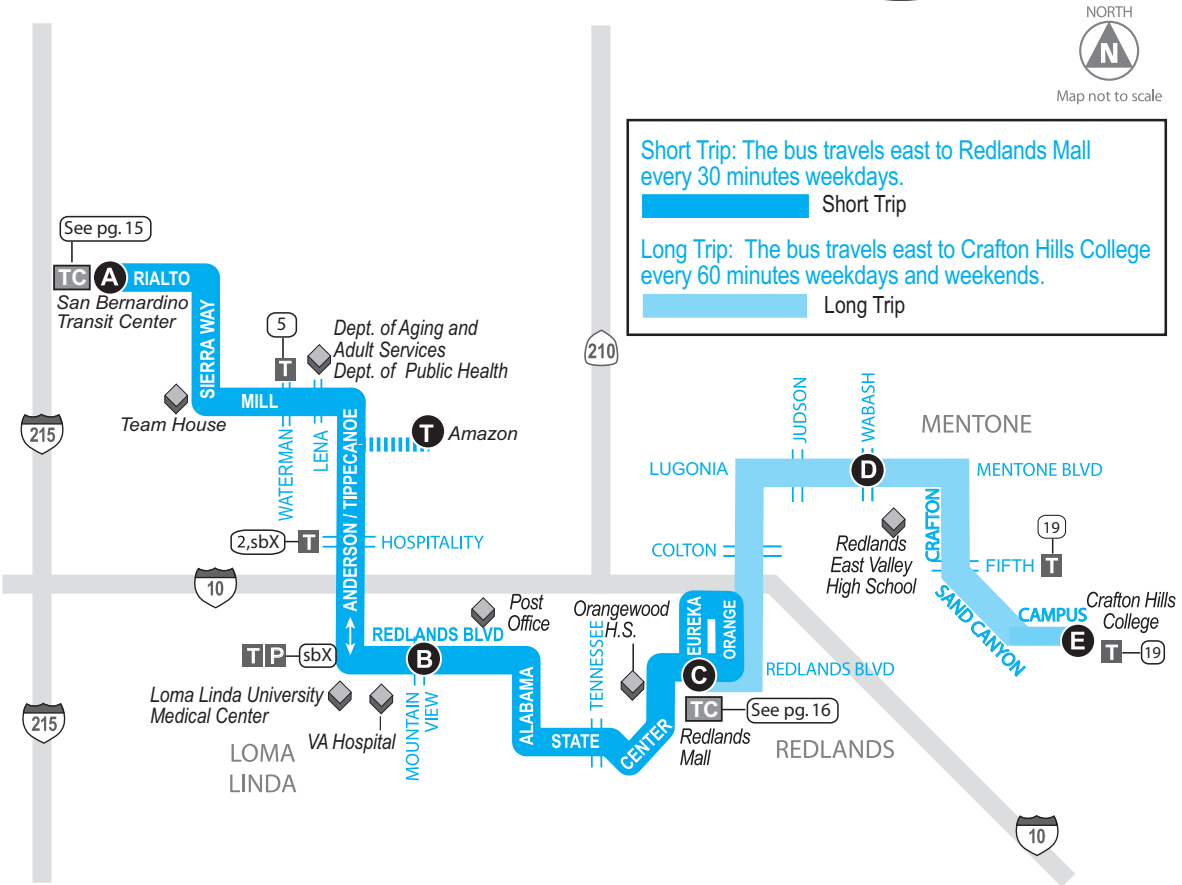 NORTH
N
Map not to scale
Short Trip: The bus travels east to Redlands Mall
every 30 minutes weekdays.
Short Trip
Long Trip: The bus travels east to Crafton Hills College
every 60 minutes weekdays and weekends.
Long Trip
See pg. 15
TC
A
RIALTO
San Bernardino
Transit Center
SIERRA WAY
5
T
Dept. of Aging and
Adult Services
Dept. of Public Health
210
Team House
MILL
215
WATERMAN
LENA
ANDERSON / TIPPECANOE
T
Amazon
JUDSON
WABASH
MENTONE
LUGONIA
D
MENTONE BLVD
2,sbX
T
HOSPITALITY
COLTON
Redlands
East Valley
High School
CRAFTON
FIFTH
19
T
10
Post
Office
Orangewood
H.S.
EUREKA
ORANGE
SAND CANYON
CAMPUS
Crafton Hills
College
E
T
19
REDLANDS BLVD
T
P
sbX
B
TENNESSEE
C
REDLANDS BLVD
Loma Linda University
Medical Center
VA Hospital
MOUNTAIN
VIEW
ALABAMA
STATE
CENTER
TC
See pg. 16
Redlands
Mall
REDLANDS
215
LOMA
LINDA
10